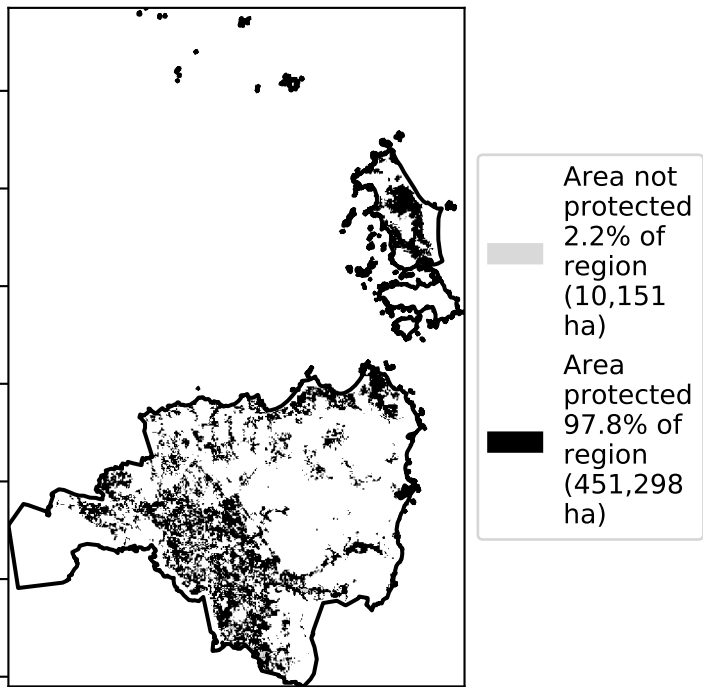 Area not
protected
2.2% of
region
(10,151
ha)
Area
protected
97.8% of
region
(451,298
ha)